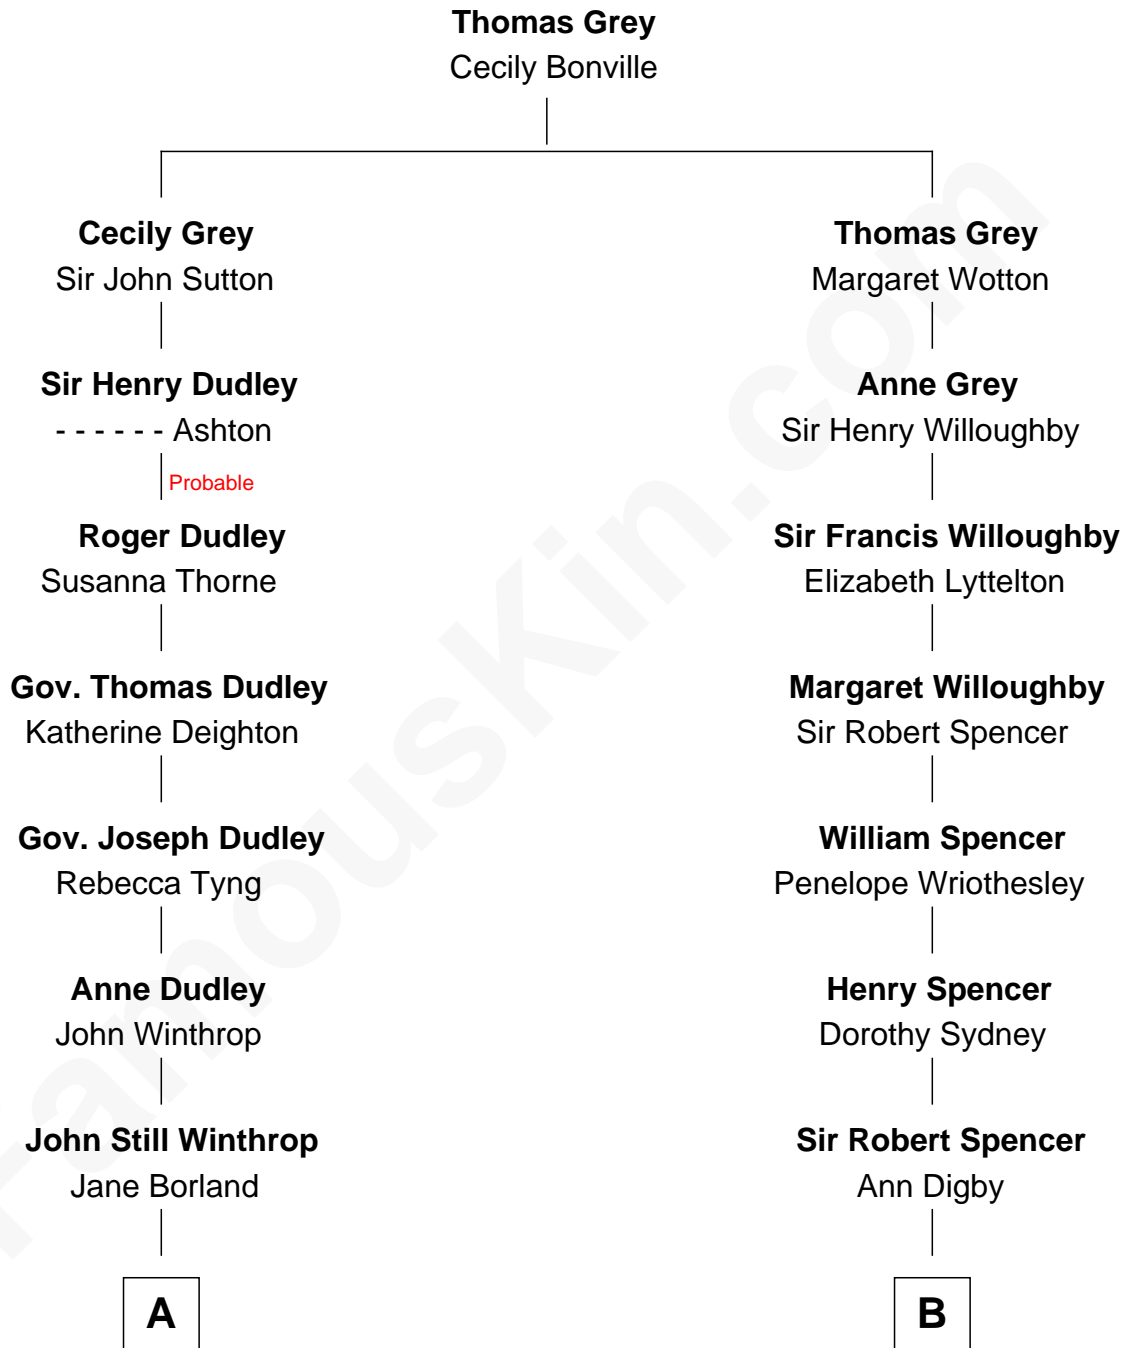 Thomas Grey
Cecily Bonville
Cecily Grey
Sir John Sutton
Sir Henry Dudley
- - - - - - Ashton
Probable
Roger Dudley
Susanna Thorne
Gov. Thomas Dudley
Katherine Deighton
Gov. Joseph Dudley
Rebecca Tyng
Anne Dudley
John Winthrop
John Still Winthrop
Jane Borland
A
Thomas Grey
Margaret Wotton
Anne Grey
Sir Henry Willoughby
Sir Francis Willoughby
Elizabeth Lyttelton
Margaret Willoughby
Sir Robert Spencer
William Spencer
Penelope Wriothesley
Henry Spencer
Dorothy Sydney
Sir Robert Spencer
Ann Digby
B
FamousKin.com